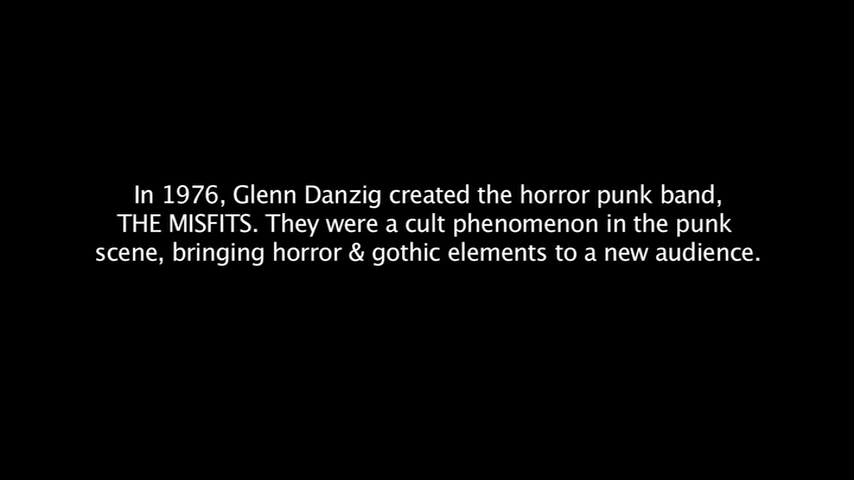 In 1976, Glenn Danzig created the horror punk band,
THE MISFITS. They were a cult phenomenon in the punk
scene, bringing horror & gothic elements to a new audience.